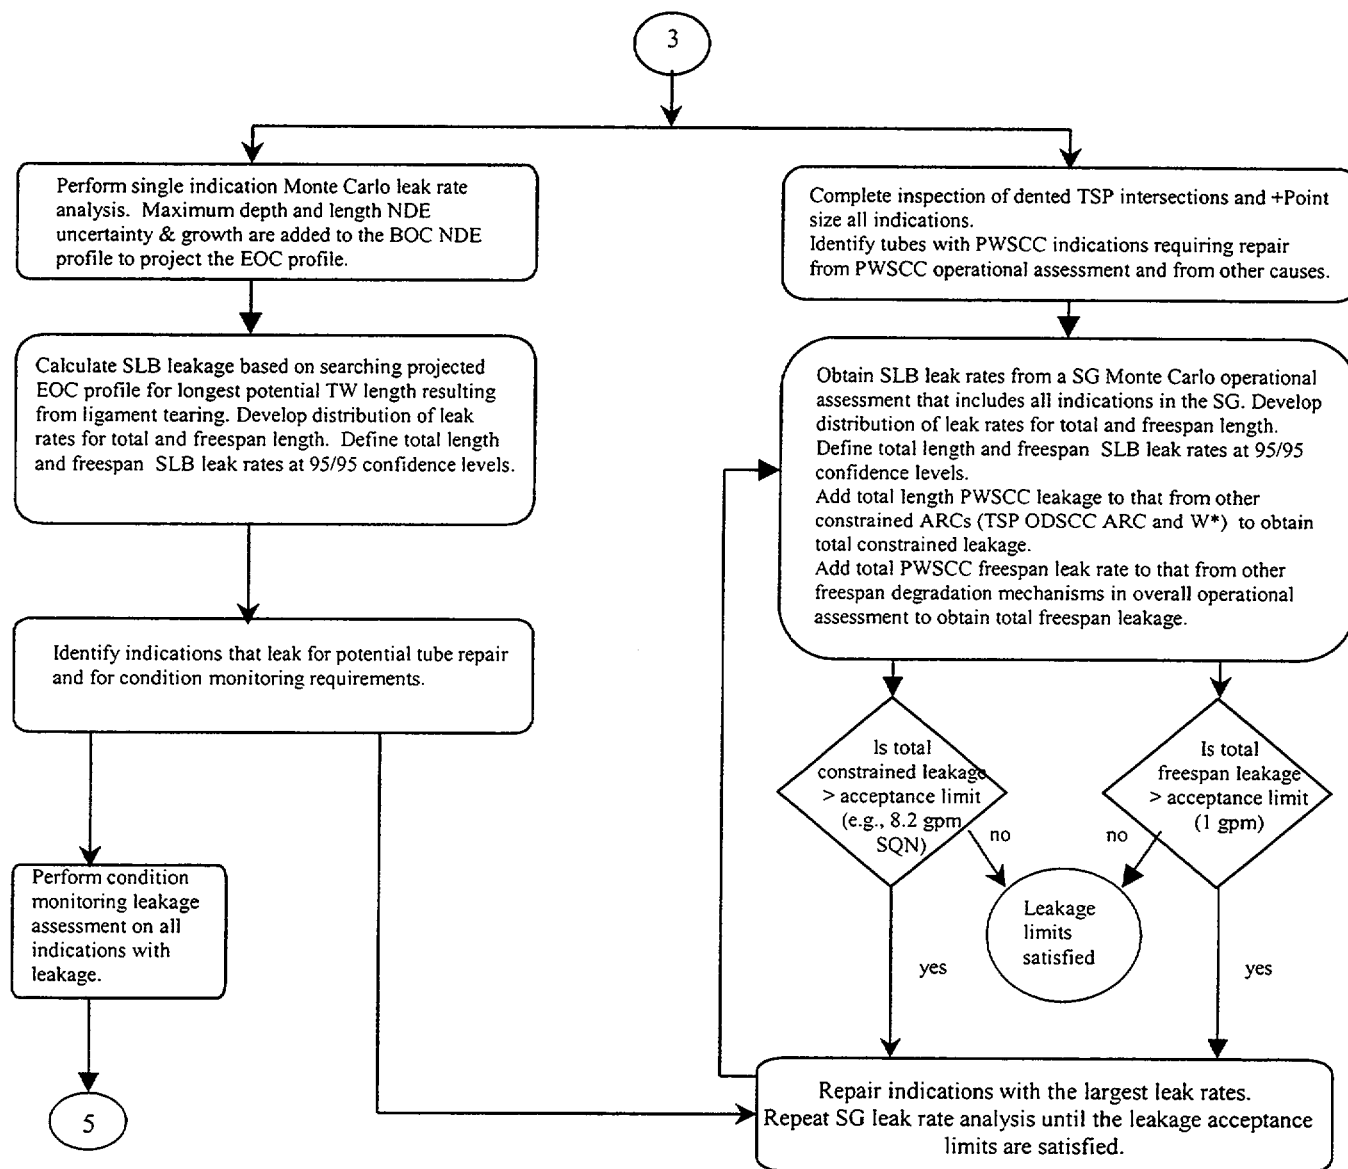 3
Perform single indication Monte Carlo leak rate
analysis.  Maximum depth and length NDE
uncertainty & growth are added to the BOC NDE
profile to project the EOC profile.
Calculate SLB leakage based on searching projected
EOC profile for longest potential TW length resulting
from ligament tearing. Develop distribution of leak
rates for total and freespan length.  Define total length
and freespan  SLB leak rates at 95/95 confidence levels.
Identify indications that leak for potential tube repair
and for condition monitoring requirements.
Perform condition
monitoring leakage
assessment on all
indications with
leakage.
5
Complete inspection of dented TSP intersections and +Point
size all indications.
Identify tubes with PWSCC indications requiring repair
from PWSCC operational assessment and from other causes.
Obtain SLB leak rates from a SG Monte Carlo operational
assessment that includes all indications in the SG. Develop
distribution of leak rates for total and freespan length.
Define total length and freespan  SLB leak rates at 95/95
confidence levels.
Add total length PWSCC leakage to that from other
constrained ARCs (TSP ODSCC ARC and W*)  to obtain
total constrained leakage.
Add total PWSCC freespan leak rate to that from other
freespan degradation mechanisms in overall operational
assessment to obtain total freespan leakage.
Is total
constrained leakage
> acceptance limit
(e.g., 8.2 gpm
SQN)
no
yes
Is total
freespan leakage
> acceptance limit
(1 gpm)
no
yes
Leakage
limits
satisfied
Repair indications with the largest leak rates.
Repeat SG leak rate analysis until the leakage acceptance
limits are satisfied.